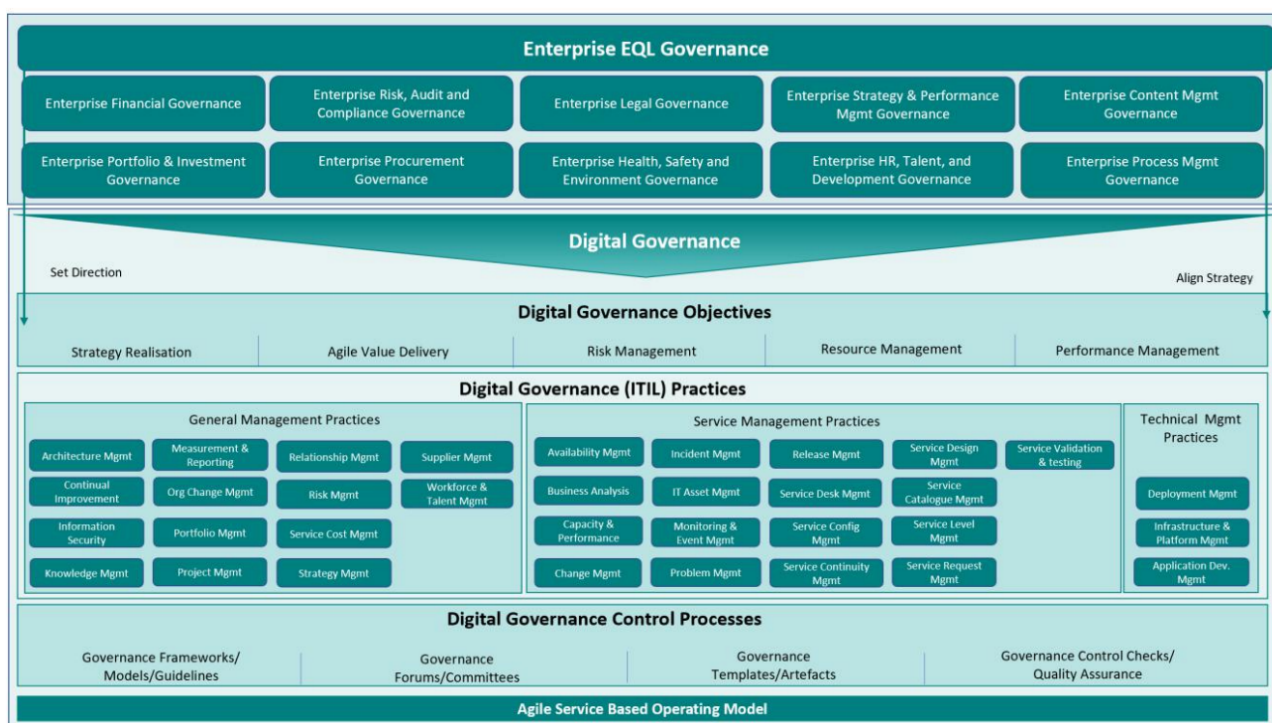 Enterprise EQL Governance
Enterprise Financial Governance
Enterprise Risk, Audit and
Compliance Governance
Enterprise Legal Governance
Enterprise Strategy & Performance
Mgmt Governance
Enterprise Content Mgmt
Governance
Enterprise Portfolio & Investment
Governance
Enterprise Procurement
Governance
Enterprise Health, Safety and
Environment Governance
Enterprise HR, Talent, and
Development Governance
Enterprise Process Mgmt
Governance
Digital Governance
Set Direction
Align Strategy
Digital Governance Objectives
Strategy Realisation
Agile Value Delivery
Risk Management
Resource Management
Performance Management
Digital Governance (ITIL) Practices
General Management Practices
Architecture Mgmt
Measurement &
Reporting
Relationship Mgmt
Supplier Mgmt
Continual
Improvement
Org Change Mgmt
Risk Mgmt
Workforce &
Talent Mgmt
Information
Security
Portfolio Mgmt
Service Cost Mgmt
Knowledge Mgmt
Project Mgmt
Strategy Mgmt
Service Management Practices
Availability Mgmt
Incident Mgmt
Release Mgmt
Service Design
Mgmt
Service Validation
& testing
Business Analysis
IT Asset Mgmt
Service Desk Mgmt
Service
Catalogue Mgmt
Capacity &
Performance
Monitoring &
Event Mgmt
Service Config
Mgmt
Service Level
Mgmt
Change Mgmt
Problem Mgmt
Service Continuity
Mgmt
Service Request
Mgmt
Technical Mgmt
Practices
Deployment Mgmt
Infrastructure &
Platform Mgmt
Application Dev.
Mgmt
Digital Governance Control Processes
Governance Frameworks/
Models/Guidelines
Governance
Forums/Committees
Governance
Templates/Artefacts
Governance Control Checks/
Quality Assurance
Agile Service Based Operating Model